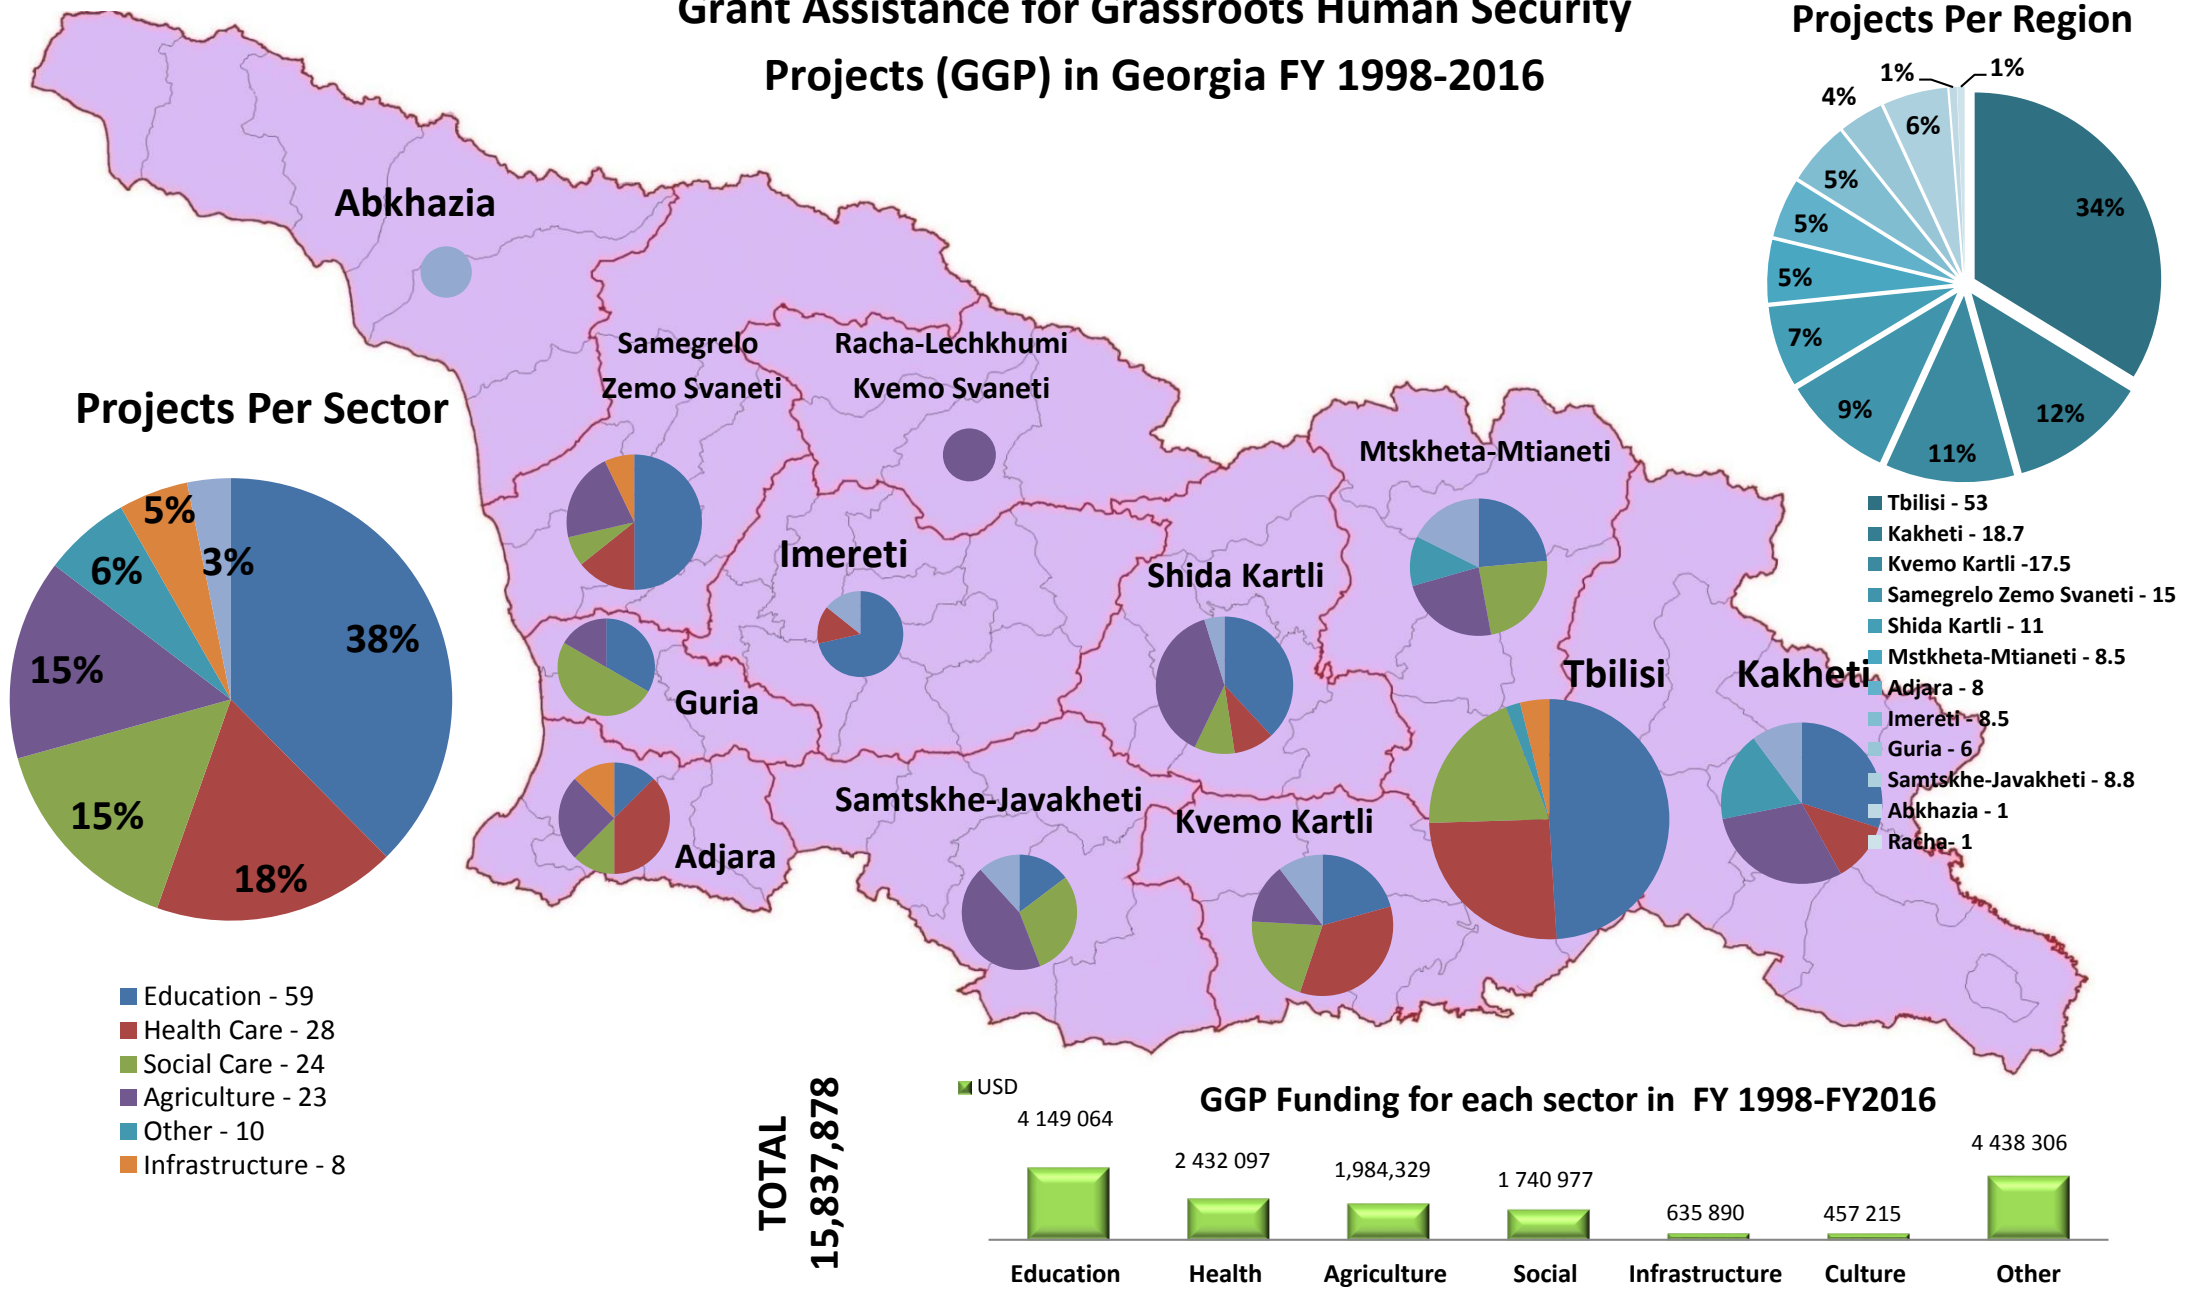 Grant Assistance for Grassroots Human Security
Projects (GGP) in Georgia FY 1998-2016
Projects Per Region
1%
1%
4%
6%
5%
34%
5%
5%
7%
9%
12%
11%
Tbilisi - 53
Kakheti - 18.7
Kvemo Kartli -17.5
Samegrelo Zemo Svaneti - 15
Shida Kartli - 11
Mstkheta-Mtianeti - 8.5
Adjara - 8
Imereti - 8.5
Guria - 6
Samtskhe-Javakheti - 8.8
Abkhazia - 1
Racha- 1
Abkhazia
Samegrelo
Zemo Svaneti
Racha-Lechkhumi
Kvemo Svaneti
Mtskheta-Mtianeti
Imereti
Shida Kartli
Tbilisi
Kakheti
Guria
Adjara
Samtskhe-Javakheti
Kvemo Kartli
Projects Per Sector
5%
3%
6%
38%
15%
15%
18%
Education - 59
Health Care - 28
Social Care - 24
Agriculture - 23
Other - 10
Infrastructure - 8
TOTAL
15,837,878
USD
GGP Funding for each sector in FY 1998-FY2016
4 149 064
2 432 097
1,984,329
1 740 977
635 890
457 215
4 438 306
Education
Health
Agriculture
Social
Infrastructure
Culture
Other